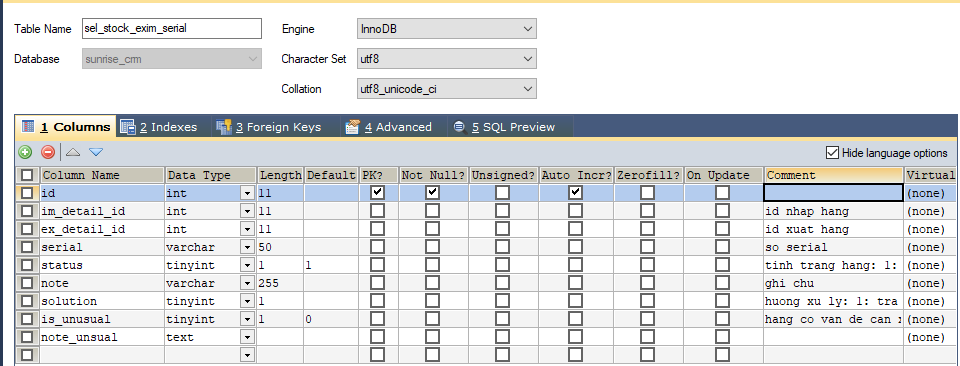 Table Name sel_stock_exim_serial Engine InnoDB
Database sunrise_crm Character Set utf8
Collation utf8_unicode_ci
1 Columns 2 Indexes 3 Foreign Keys 4 Advanced 5 SQL Preview
Hide language options
Column Name Data Type Length Default PK? Not Null? Unsigned? Auto Incr? Zerofill? On Update Comment Virtual
id int 11 (none)
im_detail_id int 11 id nhap hang (none)
ex_detail_id int 11 id xuat hang (none)
serial varchar 50 so serial (none)
status tinyint 1 1 tinh trang hang: 1: (none)
note varchar 255 ghi chu (none)
solution tinyint 1 huong xu ly: 1: tra (none)
is_unusual tinyint 1 0 hang co van de can (none)
note_unsual text (none)